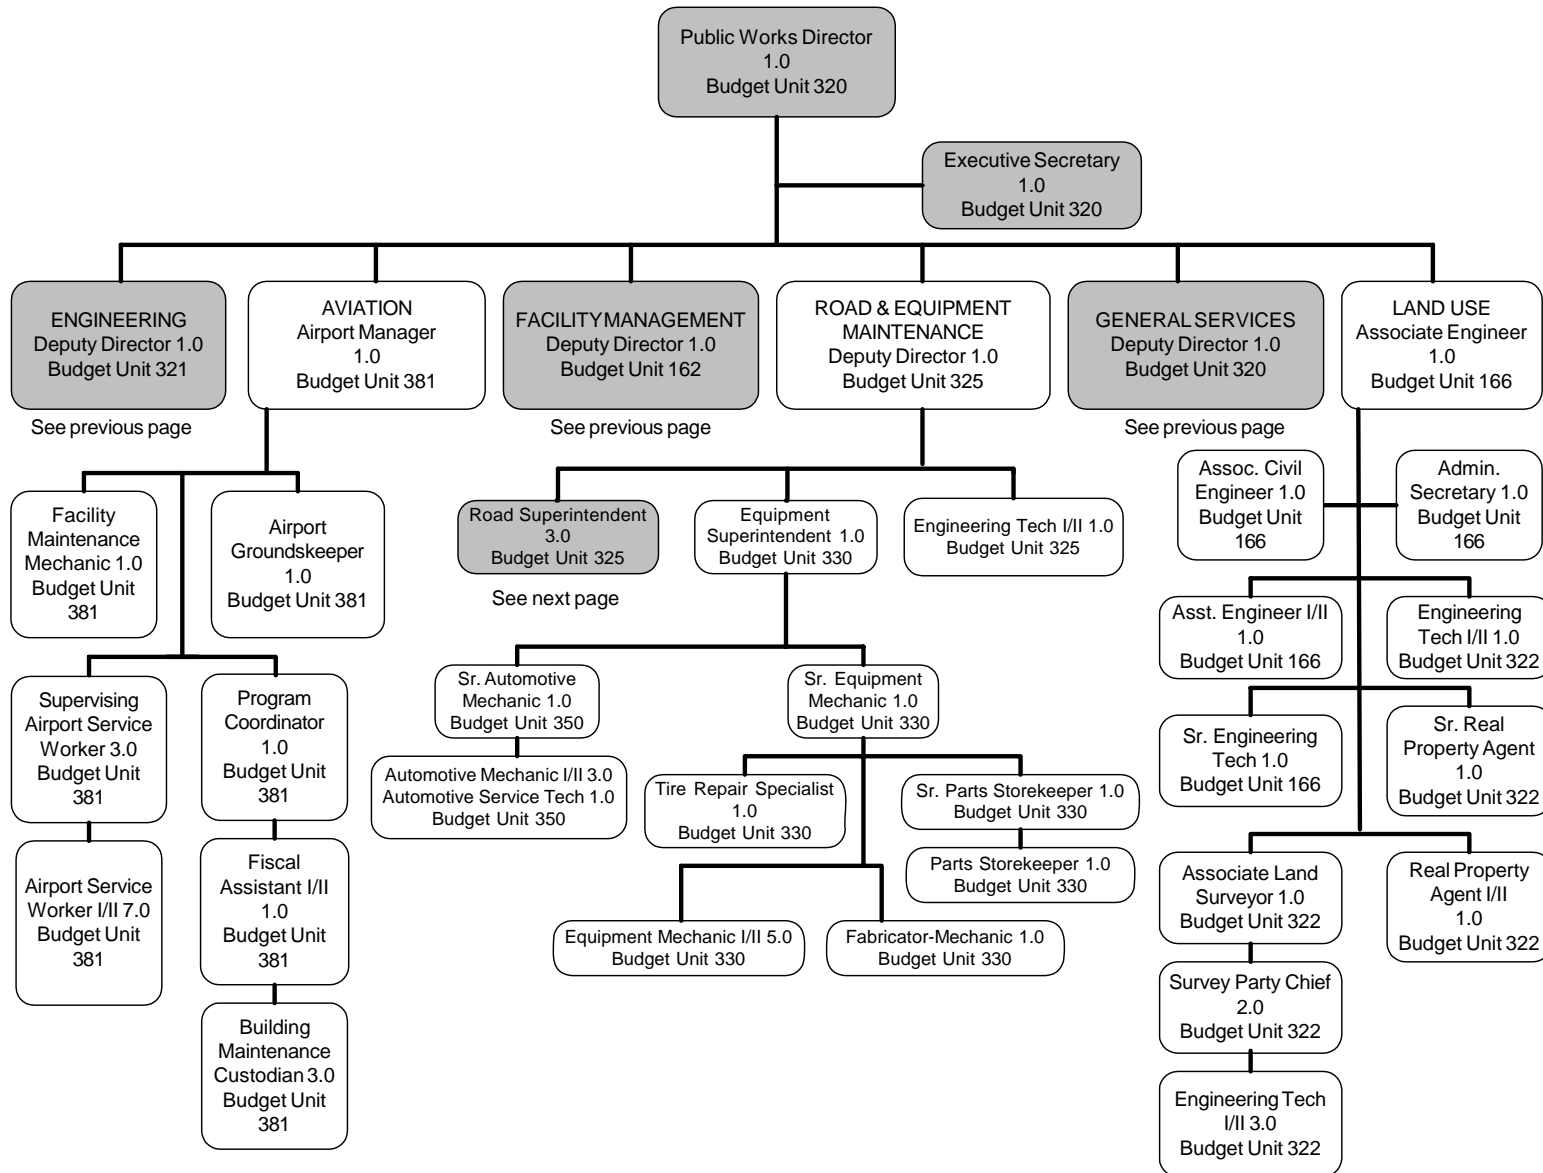 Public Works Director
1.0
Budget Unit 320
Executive Secretary
1.0
Budget Unit 320
ENGINEERING
Deputy Director 1.0
Budget Unit 321
See previous page
AVIATION
Airport Manager
1.0
Budget Unit 381
FACILITY MANAGEMENT
Deputy Director 1.0
Budget Unit 162
See previous page
ROAD & EQUIPMENT
MAINTENANCE
Deputy Director 1.0
Budget Unit 325
GENERAL SERVICES
Deputy Director 1.0
Budget Unit 320
See previous page
LAND USE
Associate Engineer
1.0
Budget Unit 166
Facility
Maintenance
Mechanic 1.0
Budget Unit
381
Airport
Groundskeeper
1.0
Budget Unit 381
Supervising
Airport Service
Worker 3.0
Budget Unit
381
Program
Coordinator
1.0
Budget Unit
381
Airport Service
Worker I/II 7.0
Budget Unit
381
Fiscal
Assistant I/II
1.0
Budget Unit
381
Building
Maintenance
Custodian 3.0
Budget Unit
381
Road Superintendent
3.0
Budget Unit 325
See next page
Equipment
Superintendent 1.0
Budget Unit 330
Engineering Tech I/II 1.0
Budget Unit 325
Sr. Automotive
Mechanic 1.0
Budget Unit 350
Sr. Equipment
Mechanic 1.0
Budget Unit 330
Automotive Mechanic I/II 3.0
Automotive Service Tech 1.0
Budget Unit 350
Tire Repair Specialist
1.0
Budget Unit 330
Sr. Parts Storekeeper 1.0
Budget Unit 330
Parts Storekeeper 1.0
Budget Unit 330
Equipment Mechanic I/II 5.0
Budget Unit 330
Fabricator-Mechanic 1.0
Budget Unit 330
Assoc. Civil
Engineer 1.0
Budget Unit
166
Admin.
Secretary 1.0
Budget Unit
166
Asst. Engineer I/II
1.0
Budget Unit 166
Engineering
Tech I/II 1.0
Budget Unit 322
Sr. Engineering
Tech 1.0
Budget Unit 166
Sr. Real
Property Agent
1.0
Budget Unit 322
Associate Land
Surveyor 1.0
Budget Unit 322
Real Property
Agent I/II
1.0
Budget Unit 322
Survey Party Chief
2.0
Budget Unit 322
Engineering Tech
I/II 3.0
Budget Unit 322